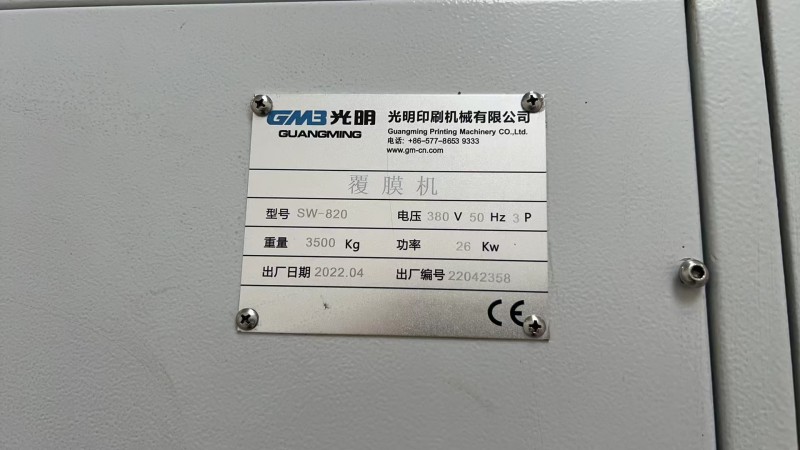 GMB 光明
GUANGMING
光明印刷机械有限公司
Guangming Printing Machinery CO.,Ltd.
电话: +86-577-8653 9333
www.gm-cn.com
覆膜机
型号 SW-820 电压 380 V 50 Hz 3 P
重量 3500 Kg 功率 26 Kw
出厂日期 2022.04 出厂编号 22042358
CE